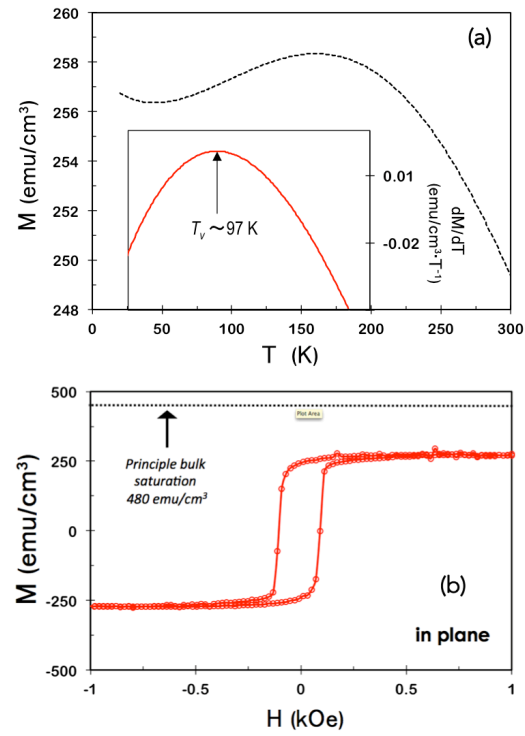 260
(a)
258
256
254
252
250
248
M (emu/cm³)
0.01
-0.02
dM/dT
(emu/cm³·T⁻¹)
Tᵥ ~97 K
0
50
100
150
200
250
300
T (K)
500
250
0
-250
-500
M (emu/cm³)
Plot Area
Principle bulk
saturation
480 emu/cm³
(b)
in plane
-1
-0.5
0
0.5
1
H (kOe)